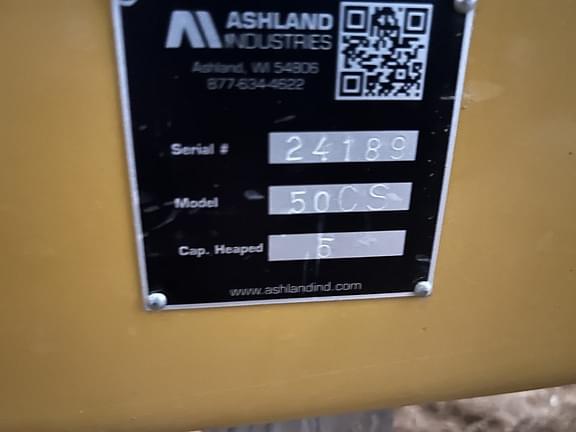 ASHLAND
INDUSTRIES
Ashland, WI 54806
877-634-4622
Serial # 24189
Model 50CS
Cap. Heaped 5
www.ashlandind.com